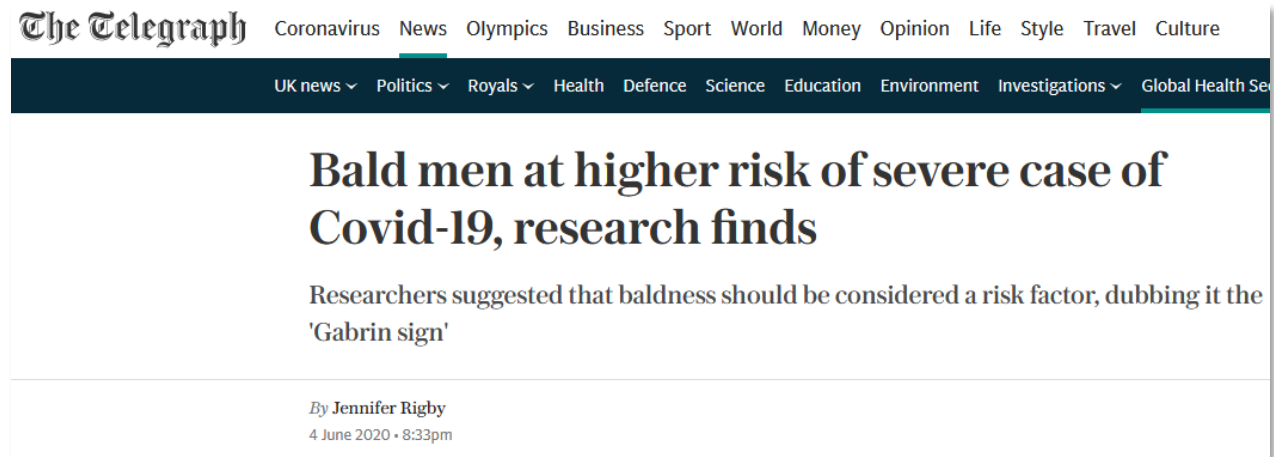 The Telegraph Coronavirus News Olympics Business Sport World Money Opinion Life Style Travel Culture
UK news Politics Royals Health Defence Science Education Environment Investigations Global Health Se
Bald men at higher risk of severe case of
Covid-19, research finds
Researchers suggested that baldness should be considered a risk factor, dubbing it the
'Gabrin sign'
By Jennifer Rigby
4 June 2020 • 8:33pm